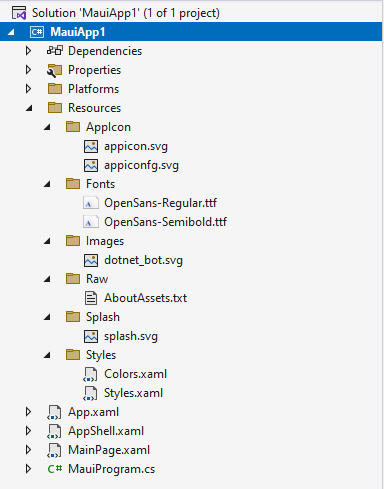 Solution 'MauiApp1' (1 of 1 project)
C# MauiApp1
Dependencies
Properties
Platforms
Resources
AppIcon
appicon.svg
appiconfg.svg
Fonts
OpenSans-Regular.ttf
OpenSans-Semibold.ttf
Images
dotnet_bot.svg
Raw
AboutAssets.txt
Splash
splash.svg
Styles
Colors.xaml
Styles.xaml
App.xaml
AppShell.xaml
MainPage.xaml
C# MauiProgram.cs